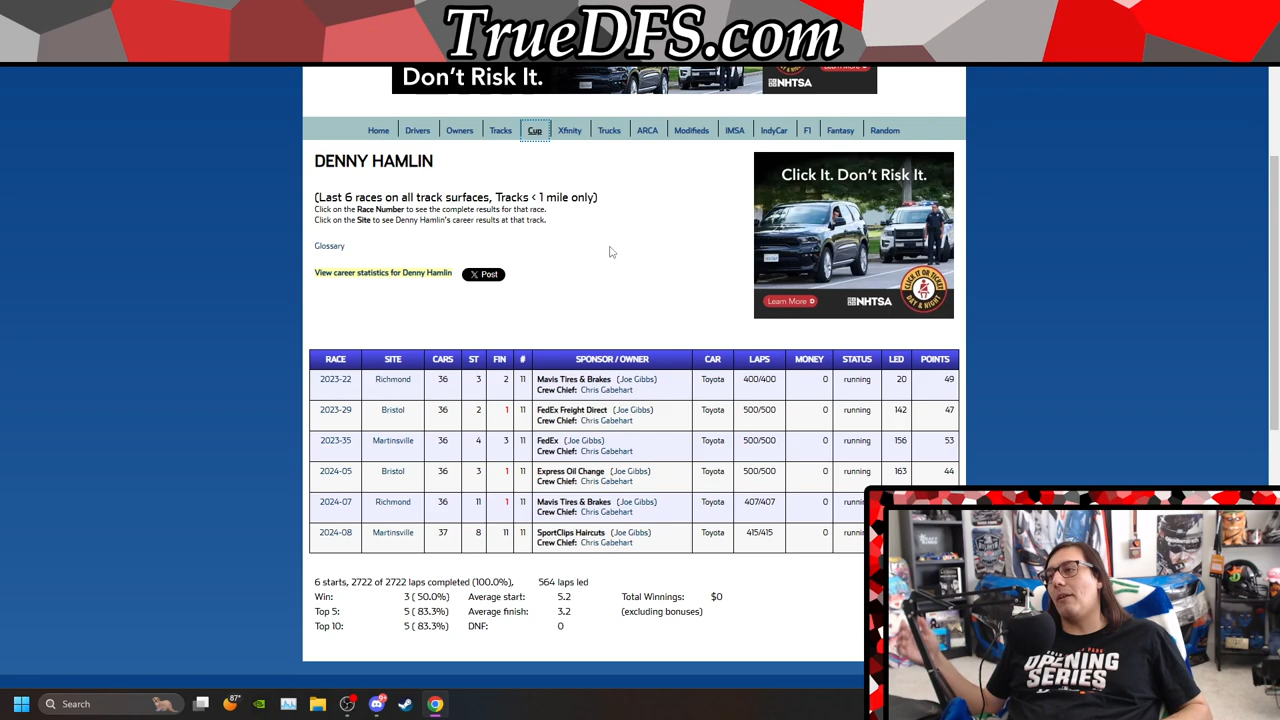 TrueDFS.com
Don't Risk It.
NHTSA
Home Drivers Owners Tracks Cup Xfinity Trucks ARCA Modifieds IMSA IndyCar F1 Fantasy Random
DENNY HAMLIN
(Last 6 races on all track surfaces, Tracks < 1 mile only)
Click on the Race Number to see the complete results for that race.
Click on the Site to see Denny Hamlin's career results at that track.
Glossary
View career statistics for Denny Hamlin
X Post
Click It. Don't Risk It.
CLICK IT OR TICKET
DAY & NIGHT
Learn More
NHTSA
RACE SITE CARS ST FIN # SPONSOR / OWNER CAR LAPS MONEY STATUS LED POINTS
2023-22 Richmond 36 3 2 11 Mavis Tires & Brakes (Joe Gibbs) Toyota 400/400 0 running 20 49
Crew Chief: Chris Gabehart
2023-29 Bristol 36 2 1 11 FedEx Freight Direct (Joe Gibbs) Toyota 500/500 0 running 142 47
Crew Chief: Chris Gabehart
2023-35 Martinsville 36 4 3 11 FedEx (Joe Gibbs) Toyota 500/500 0 running 156 53
Crew Chief: Chris Gabehart
2024-05 Bristol 36 3 1 11 Express Oil Change (Joe Gibbs) Toyota 500/500 0 running 163 44
Crew Chief: Chris Gabehart
2024-07 Richmond 36 11 1 11 Mavis Tires & Brakes (Joe Gibbs) Toyota 407/407 0
Crew Chief: Chris Gabehart
2024-08 Martinsville 37 8 11 11 SportClips Haircuts (Joe Gibbs) Toyota 415/415 0
Crew Chief: Chris Gabehart
6 starts, 2722 of 2722 laps completed (100.0%), 564 laps led
Win: 3 ( 50.0%) Average start: 5.2 Total Winnings: $0
Top 5: 5 ( 83.3%) Average finish: 3.2 (excluding bonuses)
Top 10: 5 ( 83.3%) DNF: 0
OPENING
SERIES
87°
Search